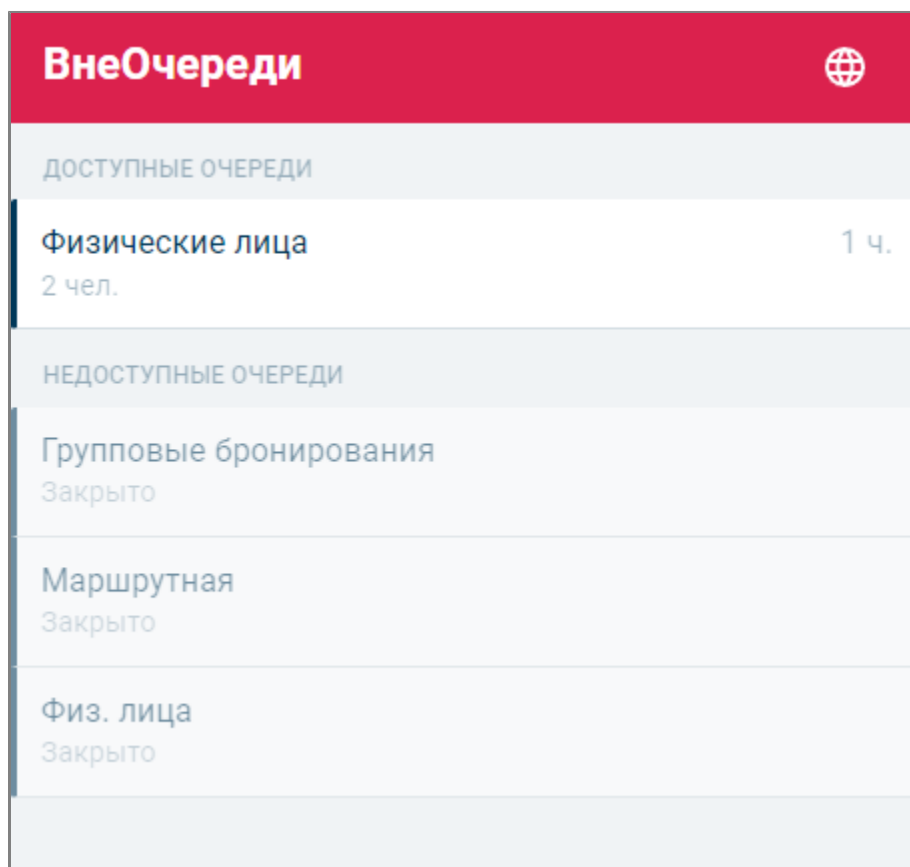 ВнеОчереди
ДОСТУПНЫЕ ОЧЕРЕДИ
Физические лица 1 ч.
2 чел.
НЕДОСТУПНЫЕ ОЧЕРЕДИ
Групповые бронирования
Закрыто
Маршрутная
Закрыто
Физ. лица
Закрыто